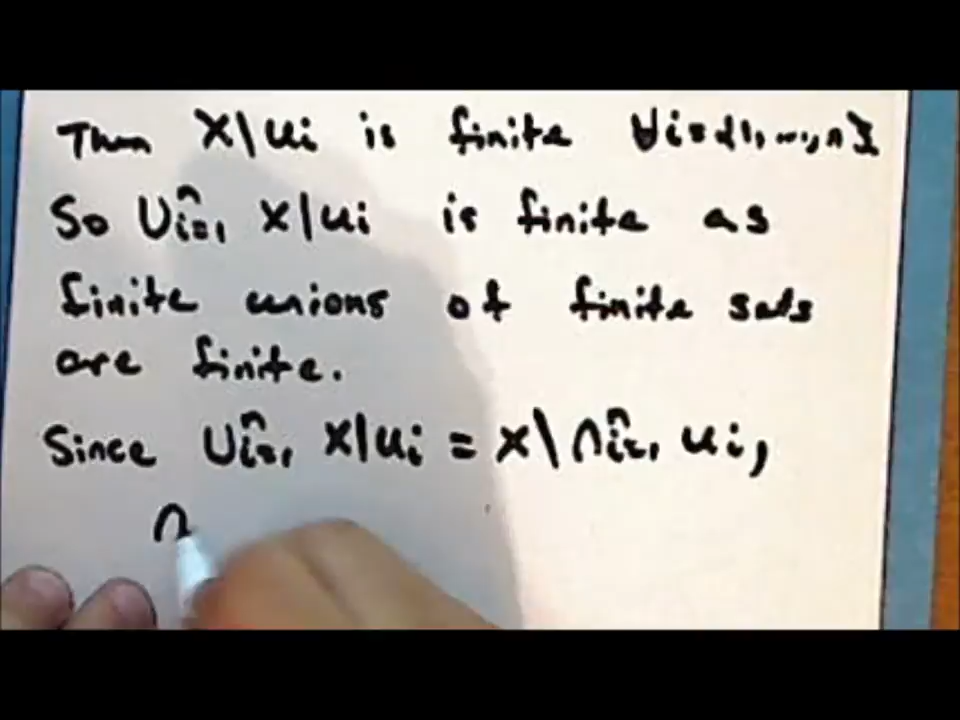 Then X\Ui is finite ∀i={1,...,n}
So ∪ⁿi=1 X\Ui is finite as
finite unions of finite sets
are finite.
Since ∪ⁿi=1 X\Ui = X\∩ⁿi=1 Ui,
∩